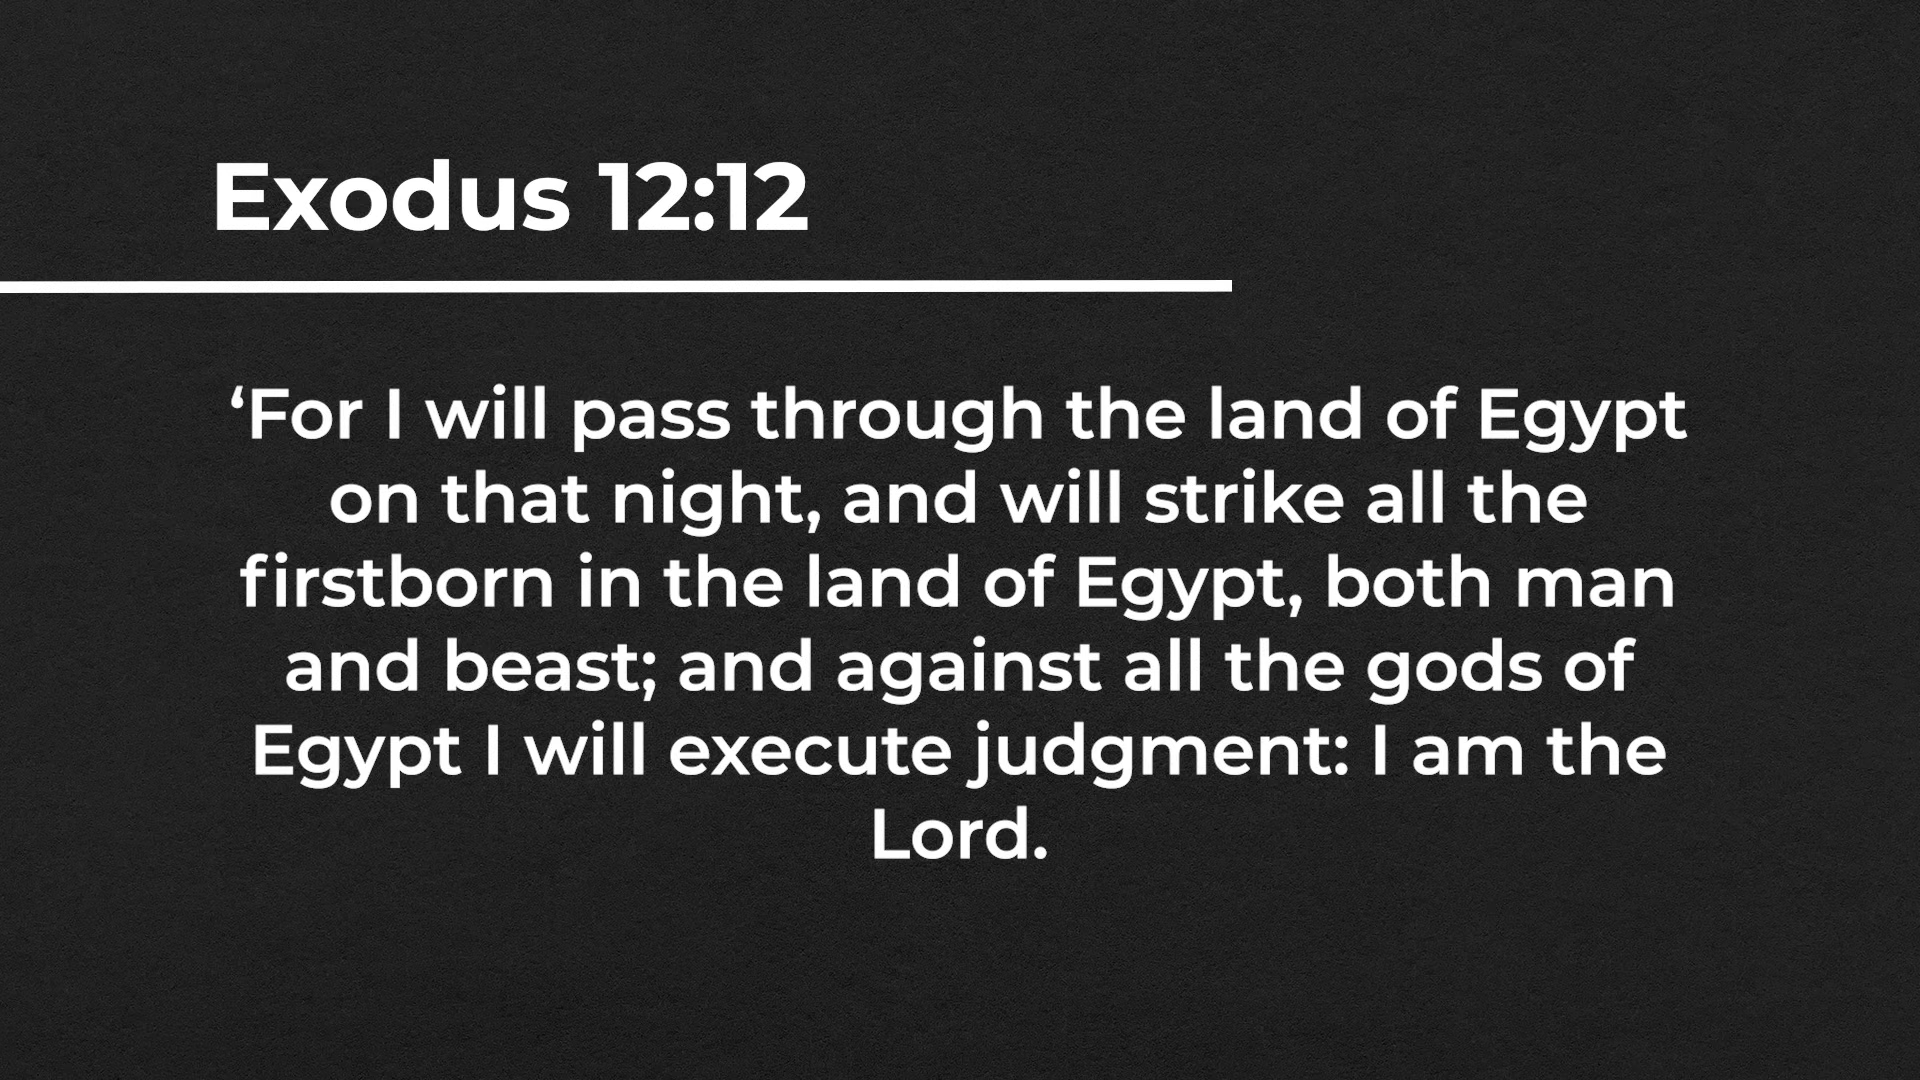 Exodus 12:12
‘For I will pass through the land of Egypt
on that night, and will strike all the
firstborn in the land of Egypt, both man
and beast; and against all the gods of
Egypt I will execute judgment: I am the
Lord.